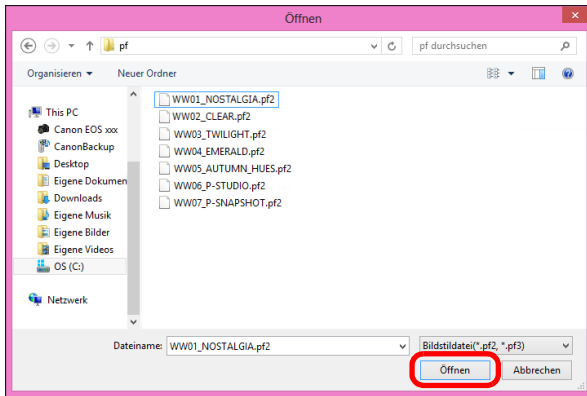 Öffnen
pf
pf durchsuchen
Organisieren
Neuer Ordner
This PC
Canon EOS xxx
CanonBackup
Desktop
Eigene Dokumen
Downloads
Eigene Musik
Eigene Bilder
Eigene Videos
OS (C:)
Netzwerk
WW01_NOSTALGIA.pf2
WW02_CLEAR.pf2
WW03_TWILIGHT.pf2
WW04_EMERALD.pf2
WW05_AUTUMN_HUES.pf2
WW06_P-STUDIO.pf2
WW07_P-SNAPSHOT.pf2
Dateiname: WW01_NOSTALGIA.pf2
Bildstildatei(*.pf2, *.pf3)
Öffnen
Abbrechen